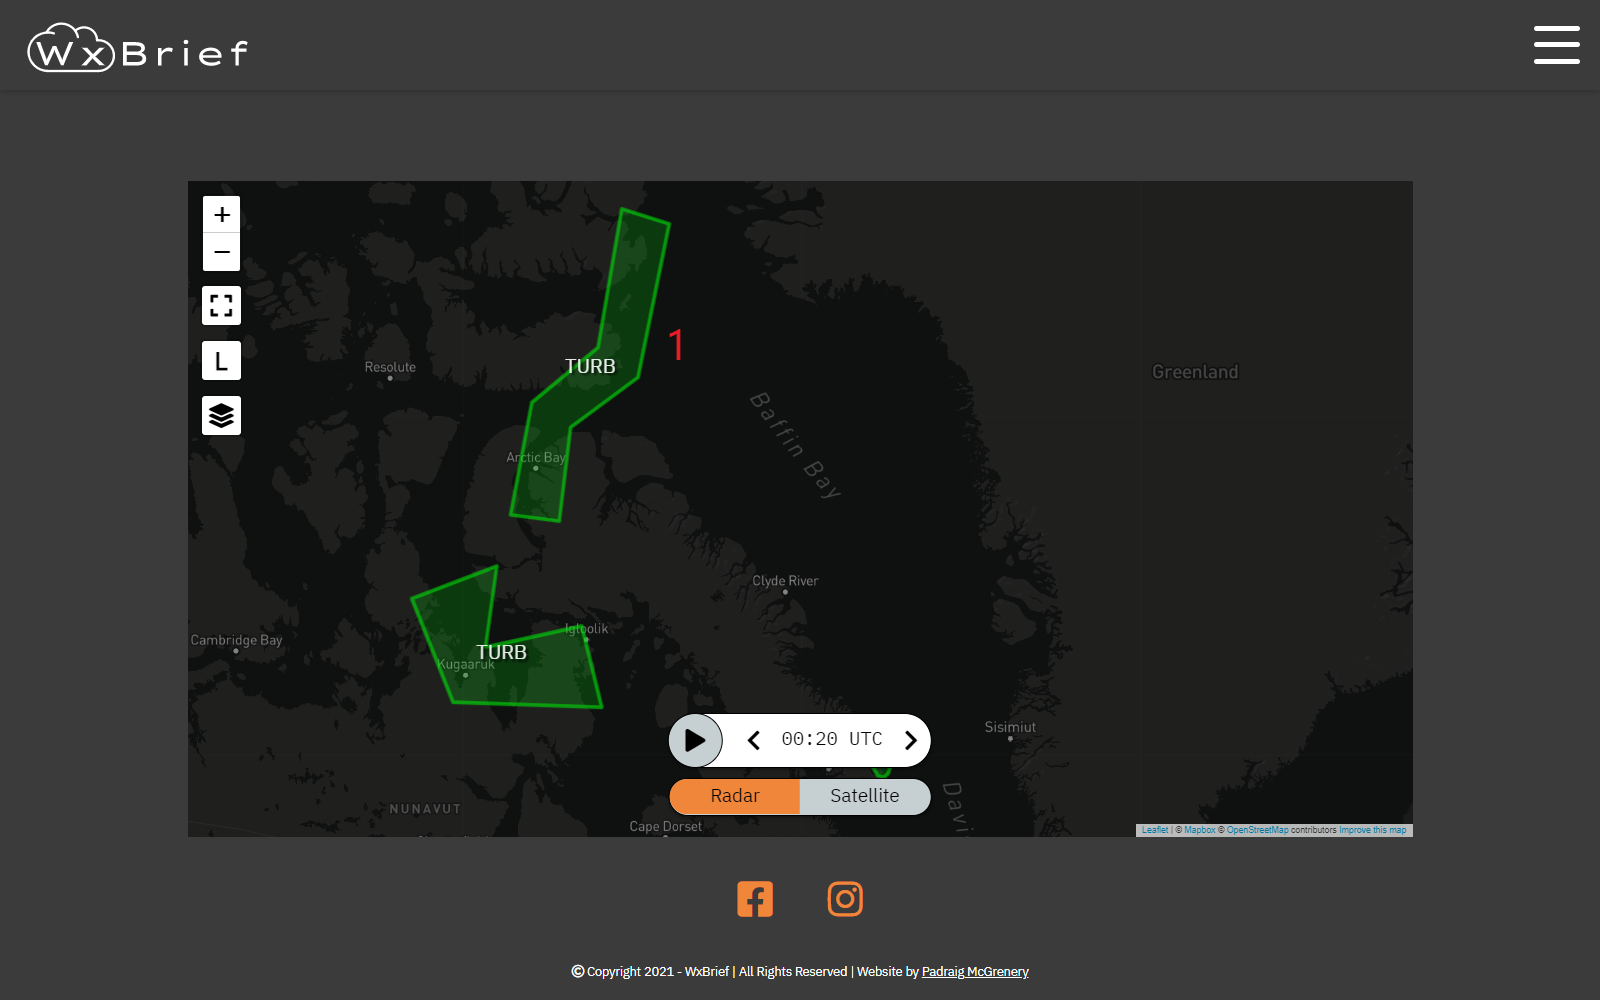 WxBrief
+
−
L
1
TURB
Resolute
Greenland
Baffin Bay
Arctic Bay
Clyde River
Igloolik
Cambridge Bay
TURB
Kugaaruk
Sisimiut
00:20 UTC
Radar
Satellite
Davi
NUNAVUT
Cape Dorset
Leaflet | © Mapbox © OpenStreetMap contributors Improve this map
© Copyright 2021 - WxBrief | All Rights Reserved | Website by Padraig McGrenery